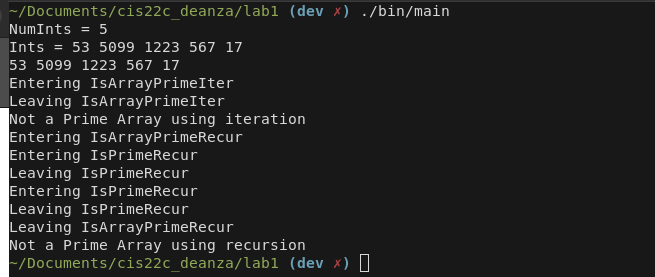 ~/Documents/cis22c_deanza/lab1 (dev ✗) ./bin/main
NumInts = 5
Ints = 53 5099 1223 567 17
53 5099 1223 567 17
Entering IsArrayPrimeIter
Leaving IsArrayPrimeIter
Not a Prime Array using iteration
Entering IsArrayPrimeRecur
Entering IsPrimeRecur
Leaving IsPrimeRecur
Entering IsPrimeRecur
Leaving IsPrimeRecur
Leaving IsArrayPrimeRecur
Not a Prime Array using recursion
~/Documents/cis22c_deanza/lab1 (dev ✗)